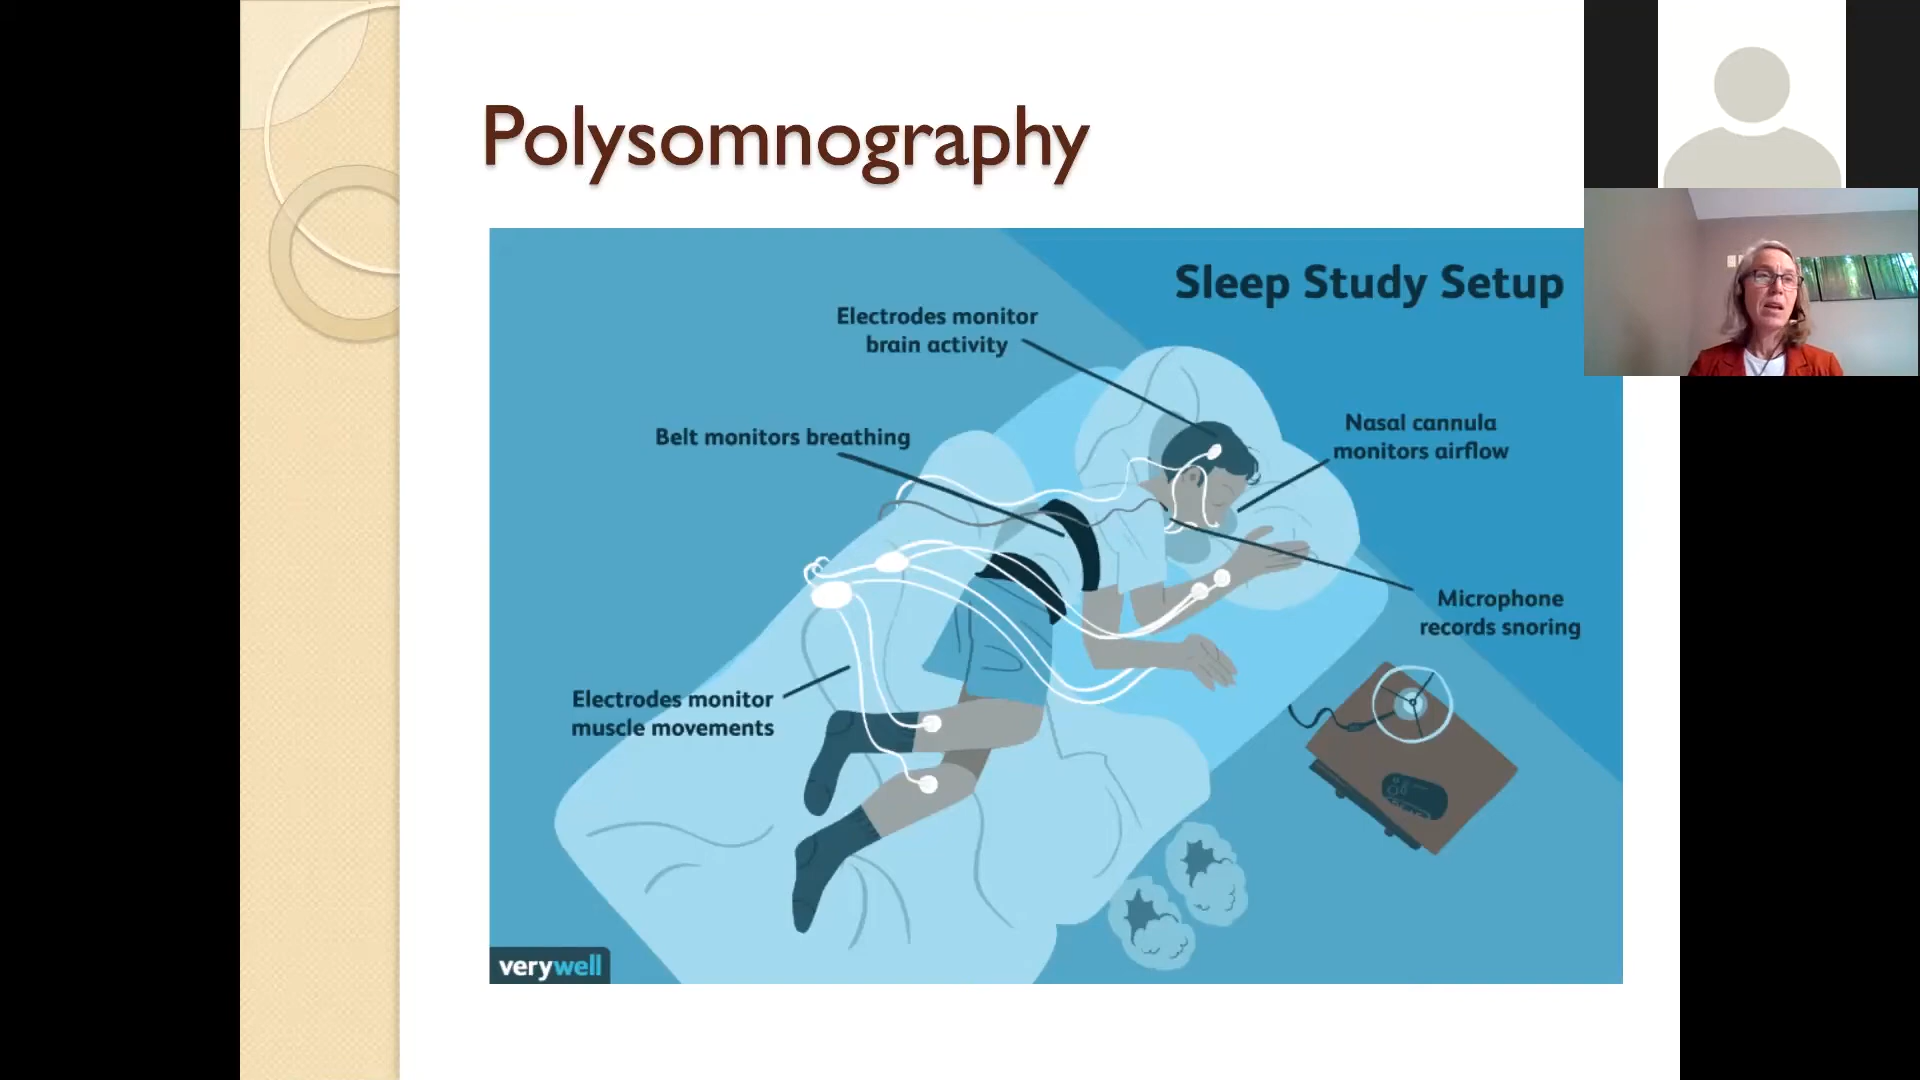 Polysomnography
Sleep Study Setup
Electrodes monitor
brain activity
Belt monitors breathing
Nasal cannula
monitors airflow
Microphone
records snoring
Electrodes monitor
muscle movements
verywell